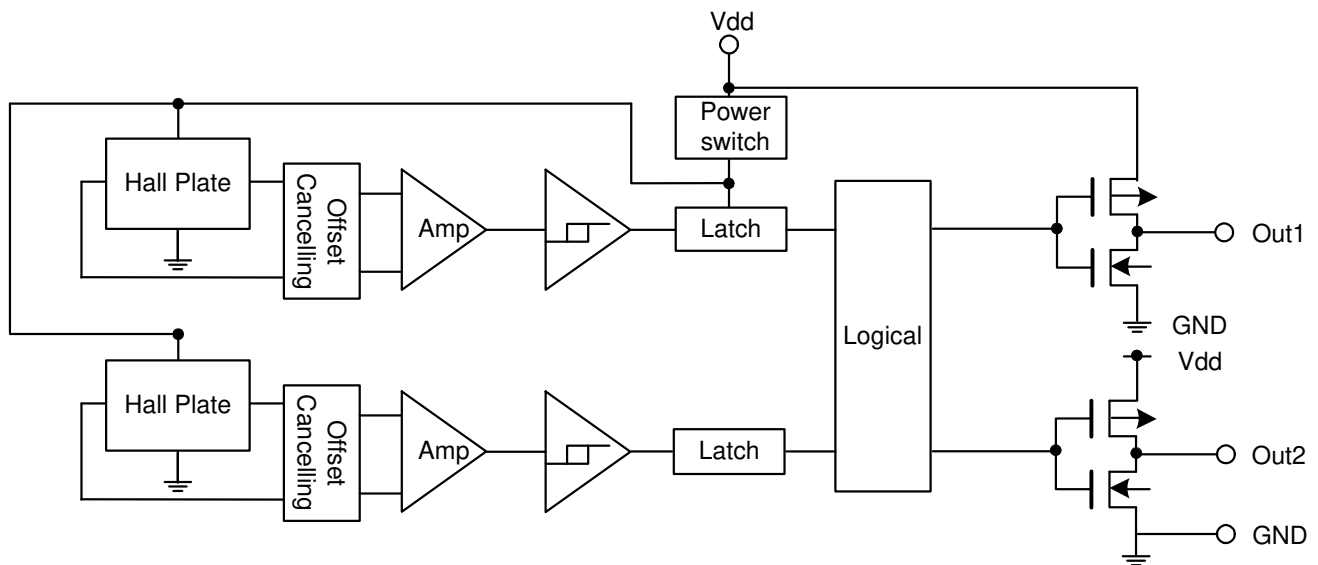 Vdd
Power
switch
Hall Plate
Offset
Cancelling
Amp
Latch
Out1
GND
Logical
Vdd
Hall Plate
Offset
Cancelling
Amp
Latch
Out2
GND